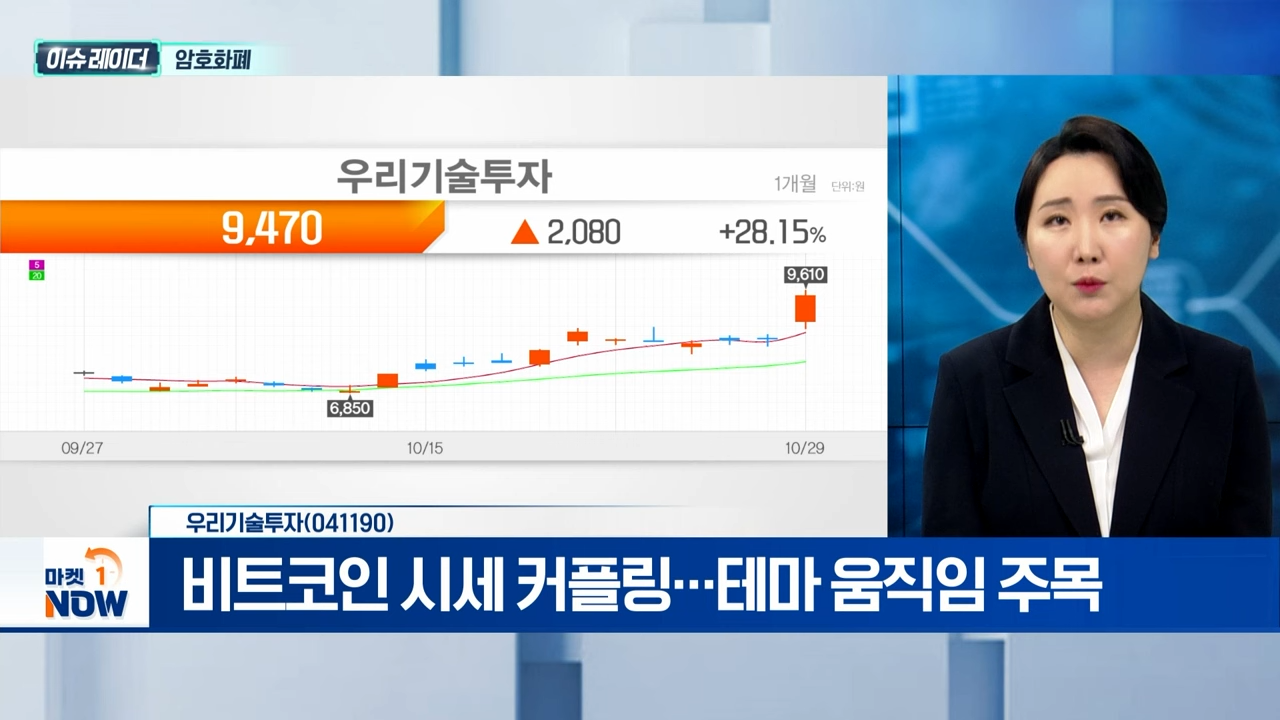 이슈 레이더 암호화폐
우리기술투자
1개월 단위:원
9,470 ▲ 2,080 +28.15%
5
20
9,610
6,850
09/27 10/15 10/29
우리기술투자(041190)
마켓 1
NOW
비트코인 시세 커플링…테마 움직임 주목